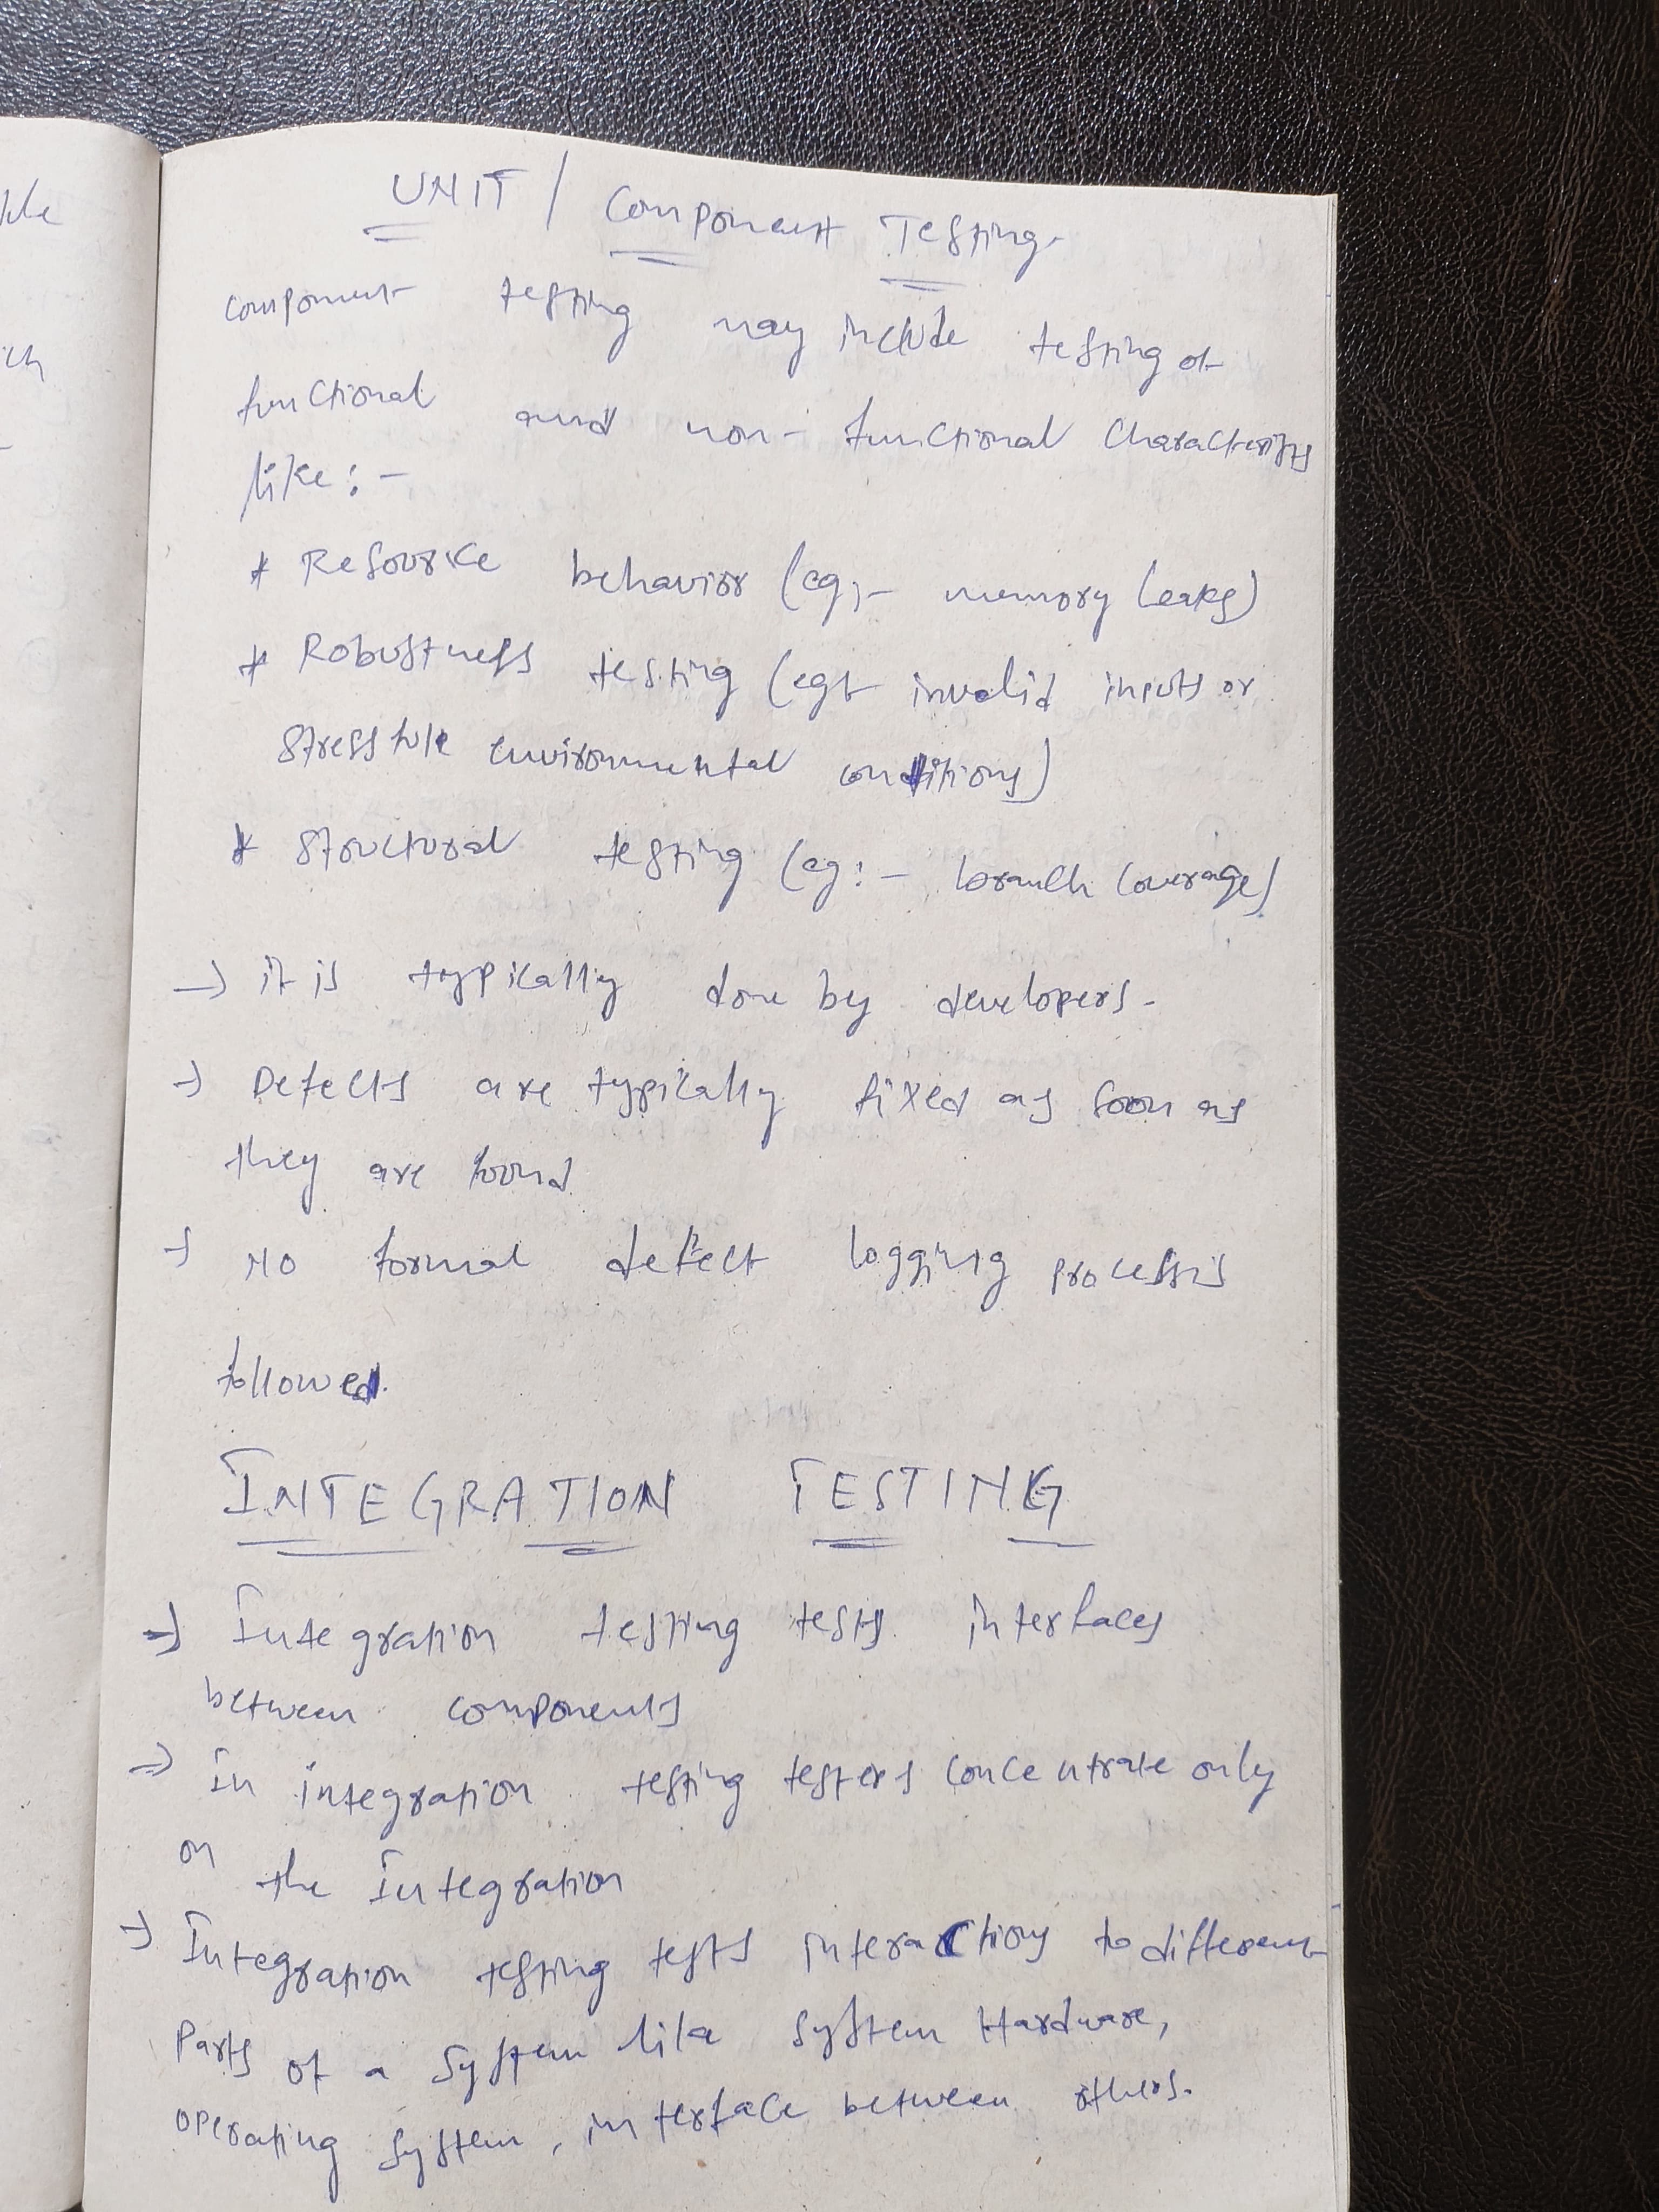 UNIT / Component Testing.
component testing may include testing of
functional and non-functional characteristics
like:-
* Resource behavior (eg:- memory leaks)
* Robustness testing (eg:- invalid inputs or
stressful environmental conditions)
* Structural testing (eg:- branch coverage)
→ it is typically done by developers.
→ Defects are typically fixed as soon as
they are found
→ No formal defect logging process is
followed.
INTEGRATION TESTING
→ Integration testing tests interfaces
between components
→ In integration testing testers concentrate only
on the Integration
→ Integration testing tests interactions to different
parts of a system like system Hardware,
operating system, interface between others.